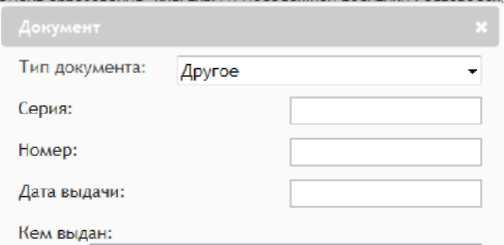 Документ
Тип документа: Другое
Серия:
Номер:
Дата выдачи:
Кем выдан: